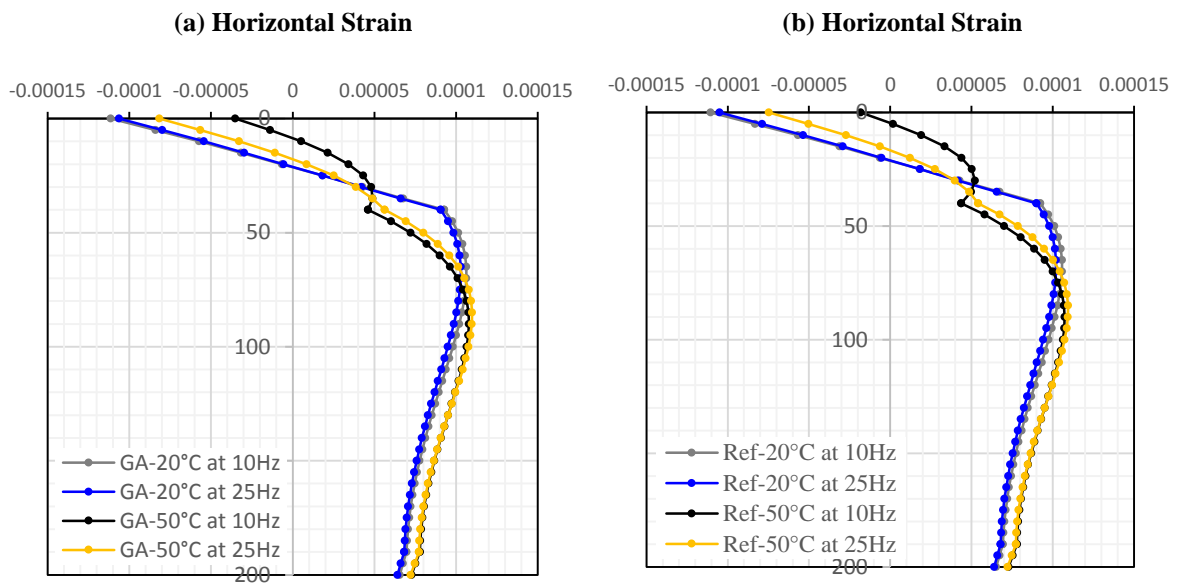 (a) Horizontal Strain
-0.00015 -0.0001 -0.00005 0 0.00005 0.0001 0.00015
0
50
100
200
GA-20°C at 10Hz
GA-20°C at 25Hz
GA-50°C at 10Hz
GA-50°C at 25Hz
(b) Horizontal Strain
-0.00015 -0.0001 -0.00005 0 0.00005 0.0001 0.00015
0
50
100
200
Ref-20°C at 10Hz
Ref-20°C at 25Hz
Ref-50°C at 10Hz
Ref-50°C at 25Hz